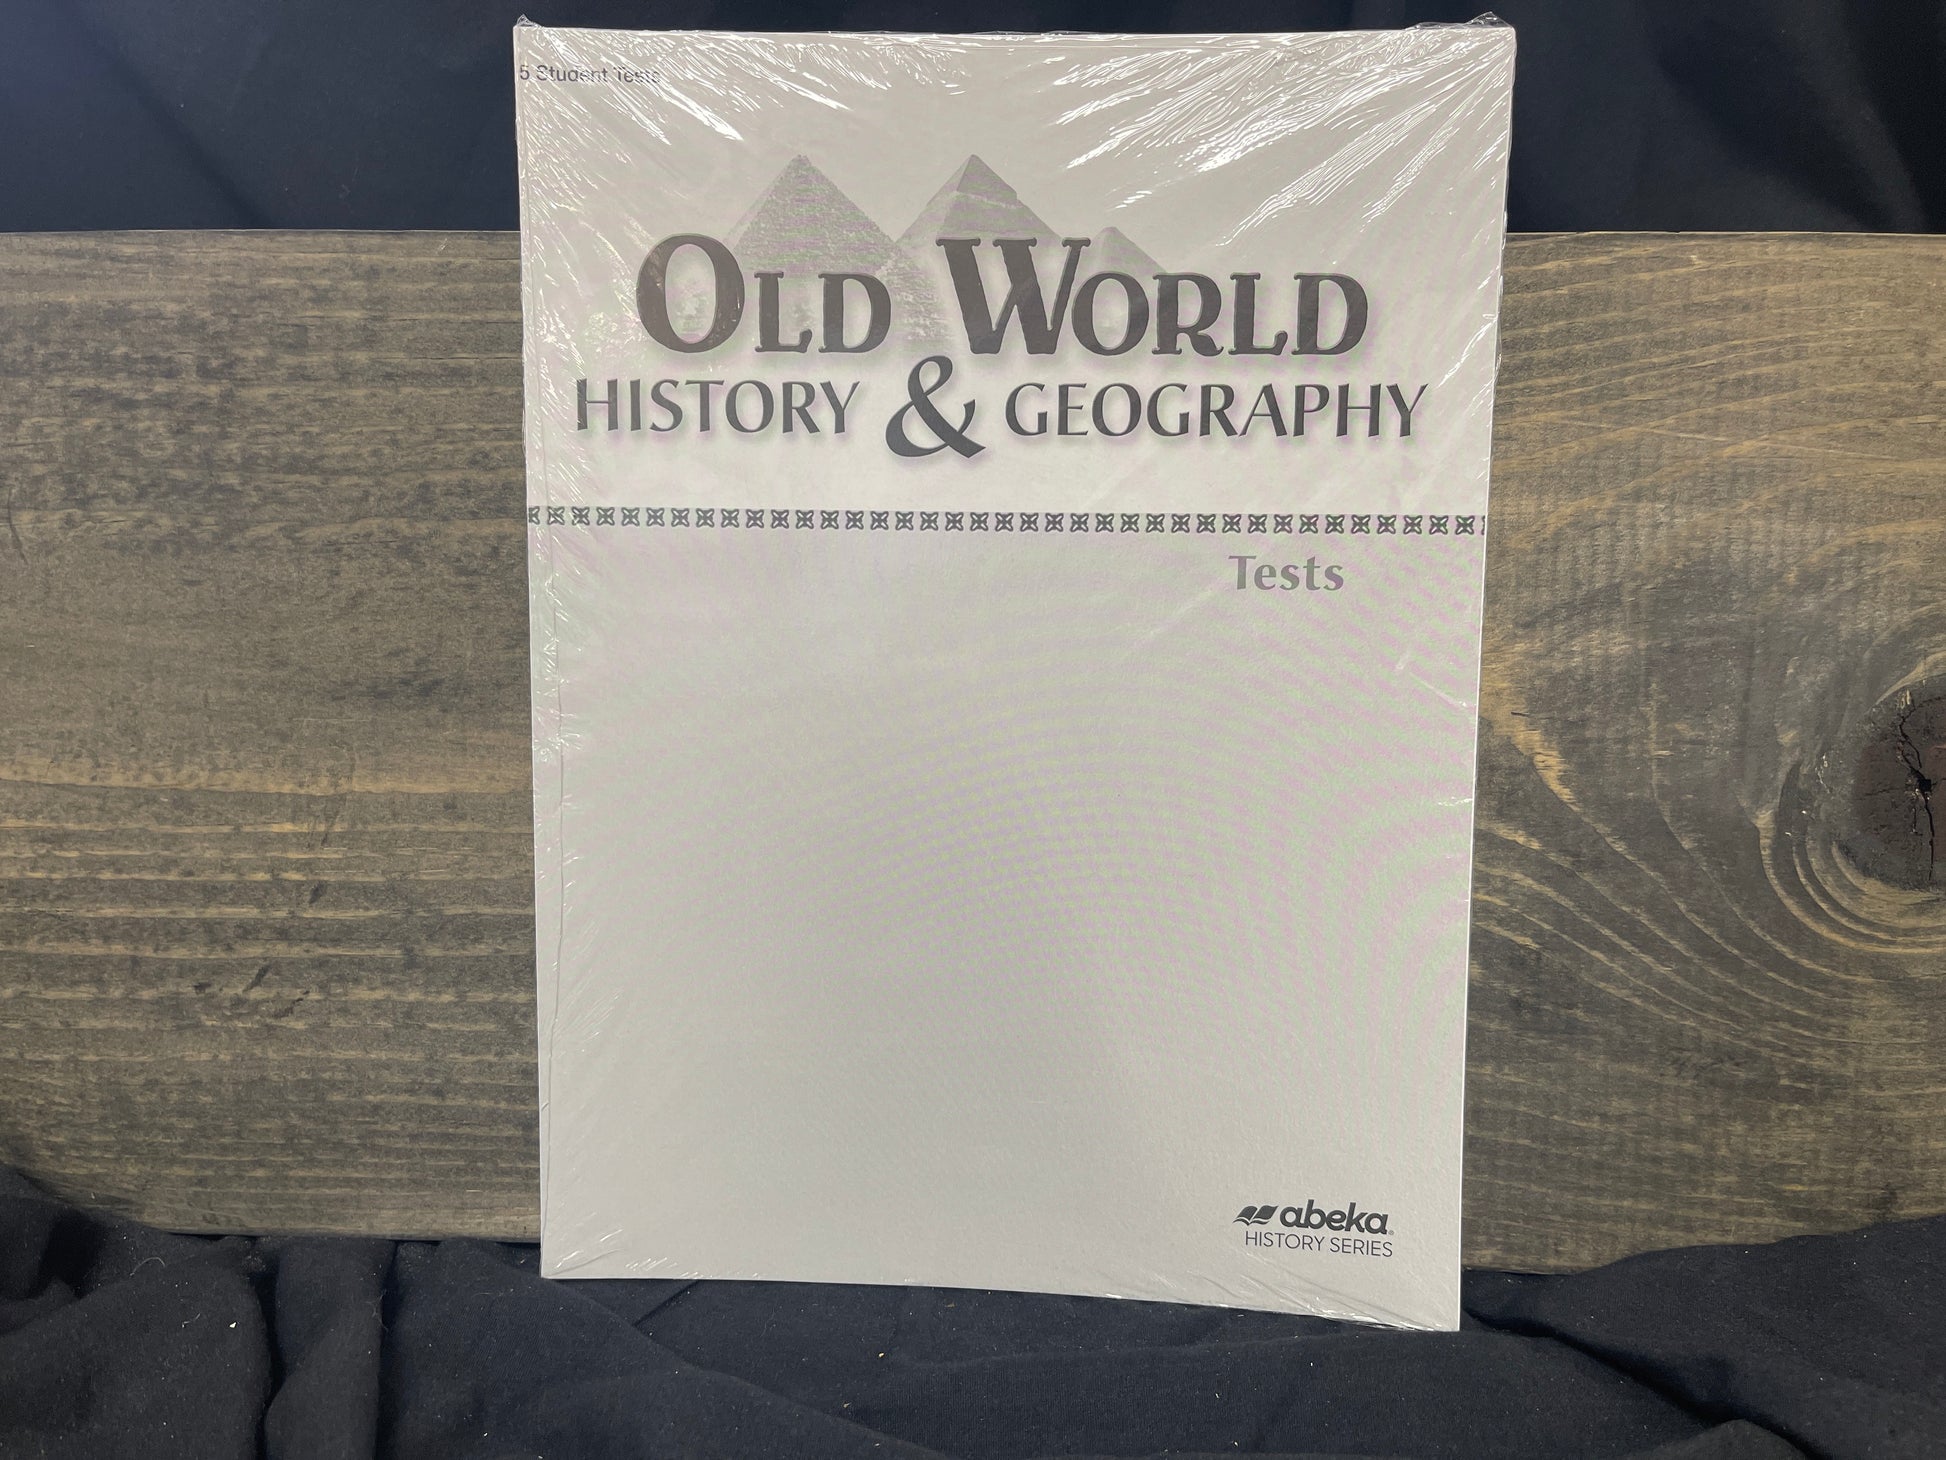 5 Student Tests
OLD WORLD
HISTORY & GEOGRAPHY
Tests
abeka®
HISTORY SERIES